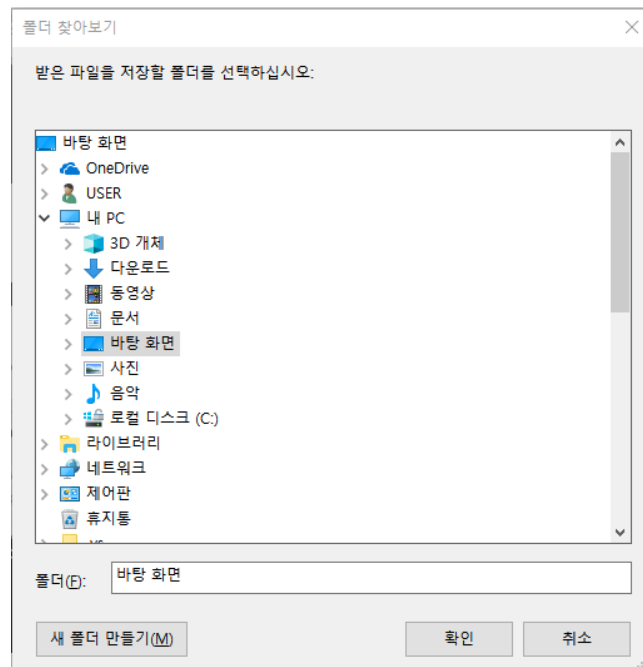 폴더 찾아보기
받은 파일을 저장할 폴더를 선택하십시오:
바탕 화면
OneDrive
USER
내 PC
3D 개체
다운로드
동영상
문서
바탕 화면
사진
음악
로컬 디스크 (C:)
라이브러리
네트워크
제어판
휴지통
폴더(F): 바탕 화면
새 폴더 만들기(M) 확인 취소